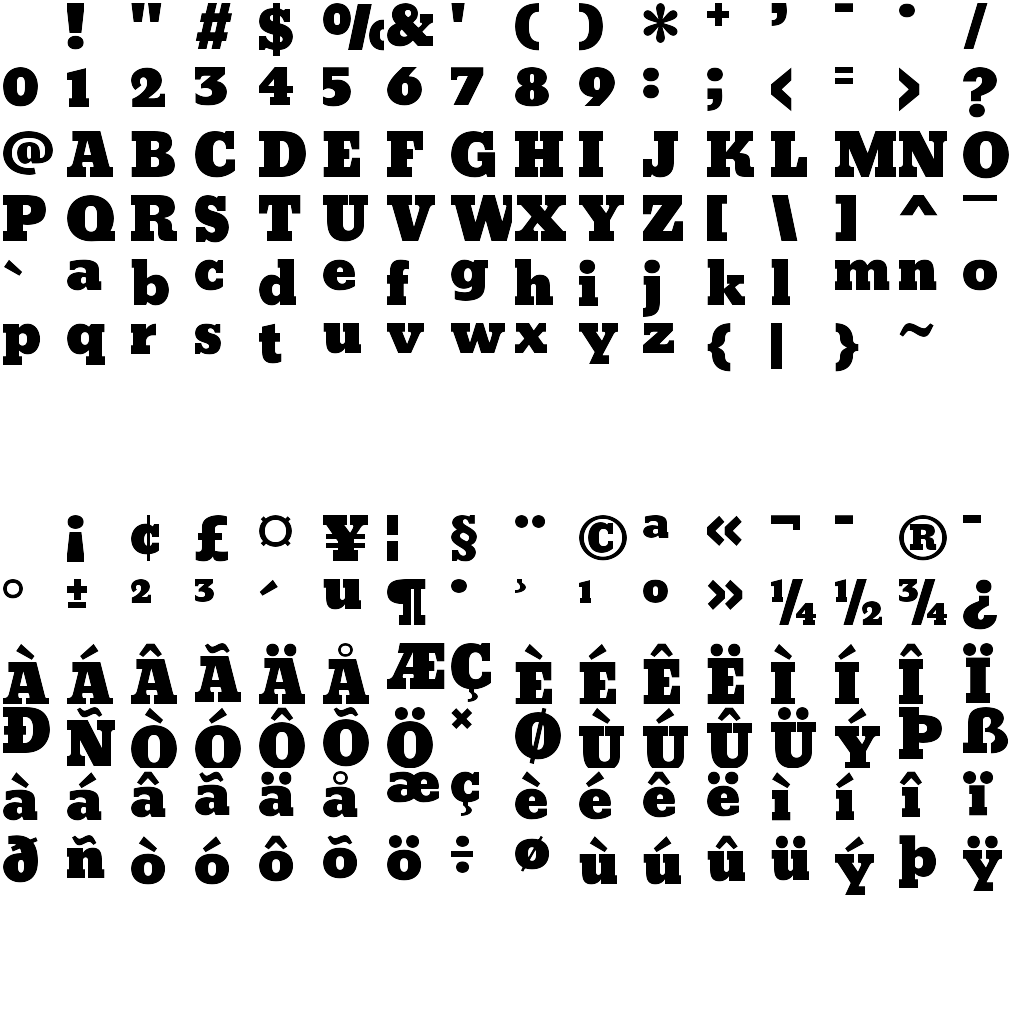 ! " # $ % & ' ( ) * + ’ - . /
0 1 2 3 4 5 6 7 8 9 : ; < = > ?
@ A B C D E F G H I J K L M N O
P Q R S T U V W X Y Z [ \ ] ^ ¯
` a b c d e f g h i j k l m n o
p q r s t u v w x y z { | } ~
¡ ¢ £ ¤ ¥ ¦ § ¨ © ª « ¬ - ® ¯
° ± ² ³ ´ u ¶ · ¸ ¹ º » ¼ ½ ¾ ¿
À Á Â Ã Ä Å Æ Ç È É Ê Ë Ì Í Î Ï
Ð Ñ Ò Ó Ô Õ Ö × Ø Ù Ú Û Ü Ý Þ ß
à á â ã ä å æ ç è é ê ë ì í î ï
ð ñ ò ó ô õ ö ÷ ø ù ú û ü ý þ ÿ